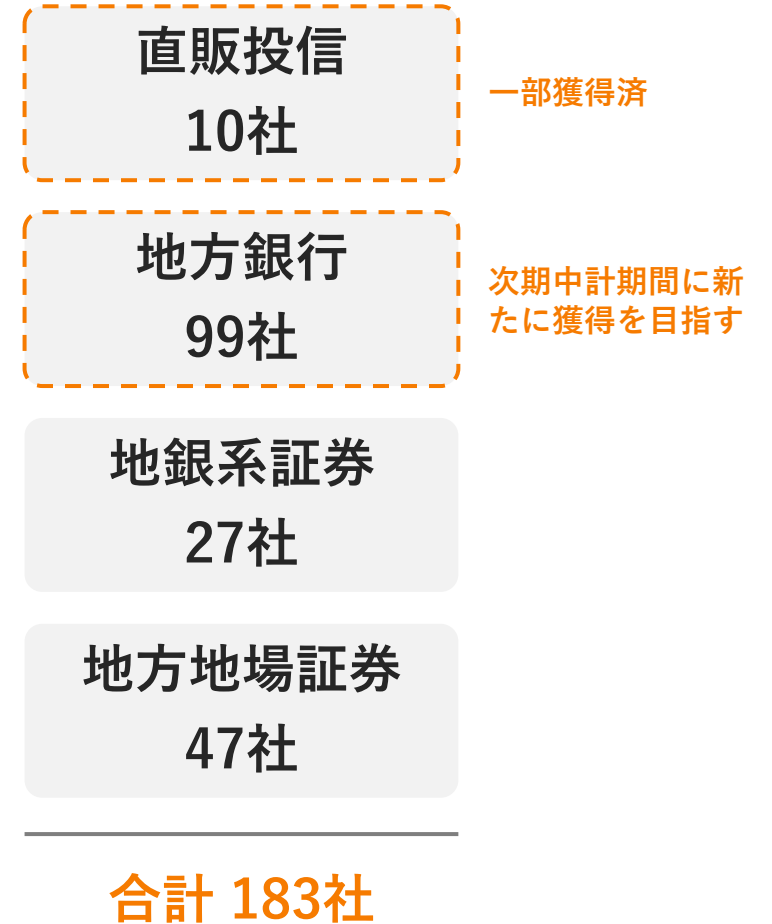 直販投信
10社
一部獲得済
地方銀行
99社
次期中計期間に新
たに獲得を目指す
地銀系証券
27社
地方地場証券
47社
合計 183社